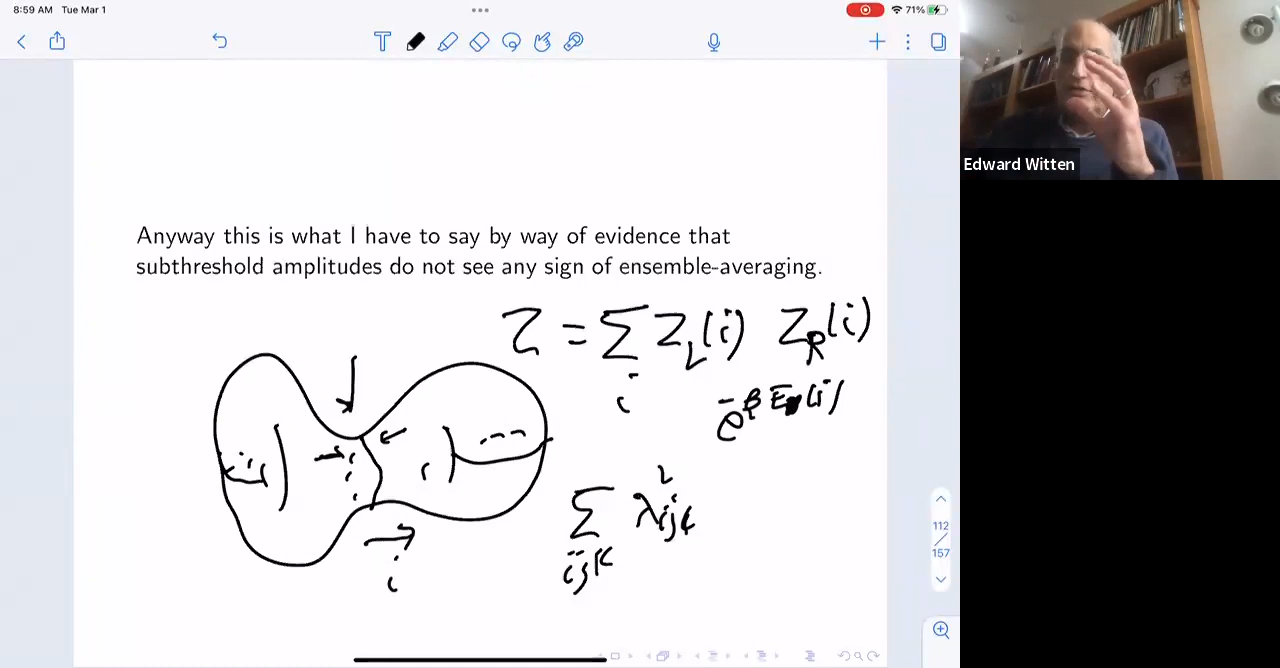 8:59 AM Tue Mar 1
71%
T
Edward Witten
Anyway this is what I have to say by way of evidence that
subthreshold amplitudes do not see any sign of ensemble-averaging.
Z = Σ Z_L(i) Z_R(i)
i
e^{-βE(i)}
Σ λ²ijk
ijk
i
112
157